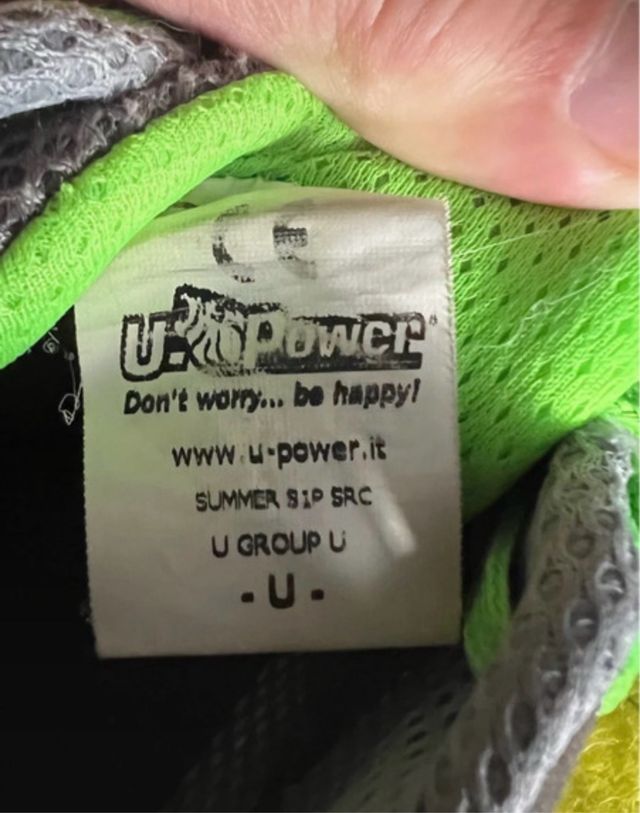 CE
U-Power®
Don't worry... be happy!
www.u-power.it
SUMMER S1P SRC
U GROUP U
- U -